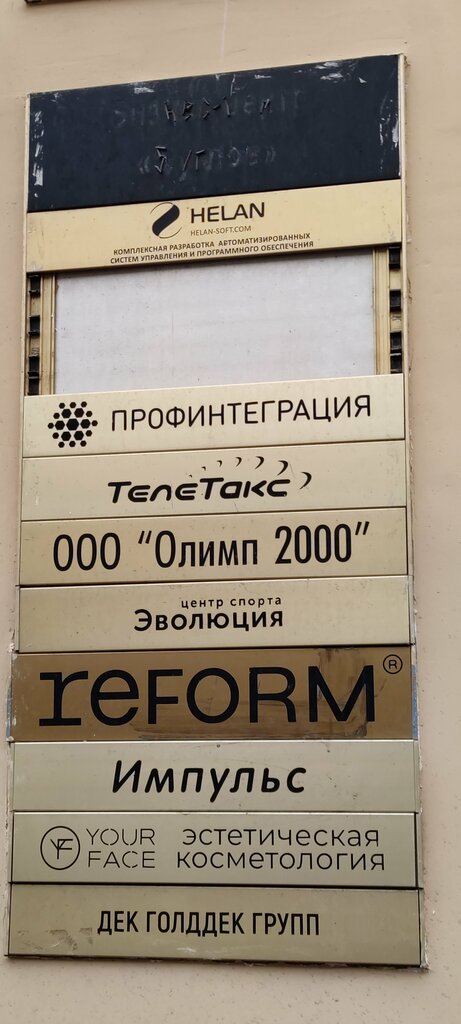 HELAN
HELAN-SOFT.COM
КОМПЛЕКСНАЯ РАЗРАБОТКА АВТОМАТИЗИРОВАННЫХ
СИСТЕМ УПРАВЛЕНИЯ И ПРОГРАММНОГО ОБЕСПЕЧЕНИЯ
ПРОФИНТЕГРАЦИЯ
ТелеТакс
ООО "Олимп 2000"
центр спорта
Эволюция
reFORM ®
Импульс
YF YOUR FACE эстетическая
косметология
ДЕК ГОЛДДЕК ГРУПП